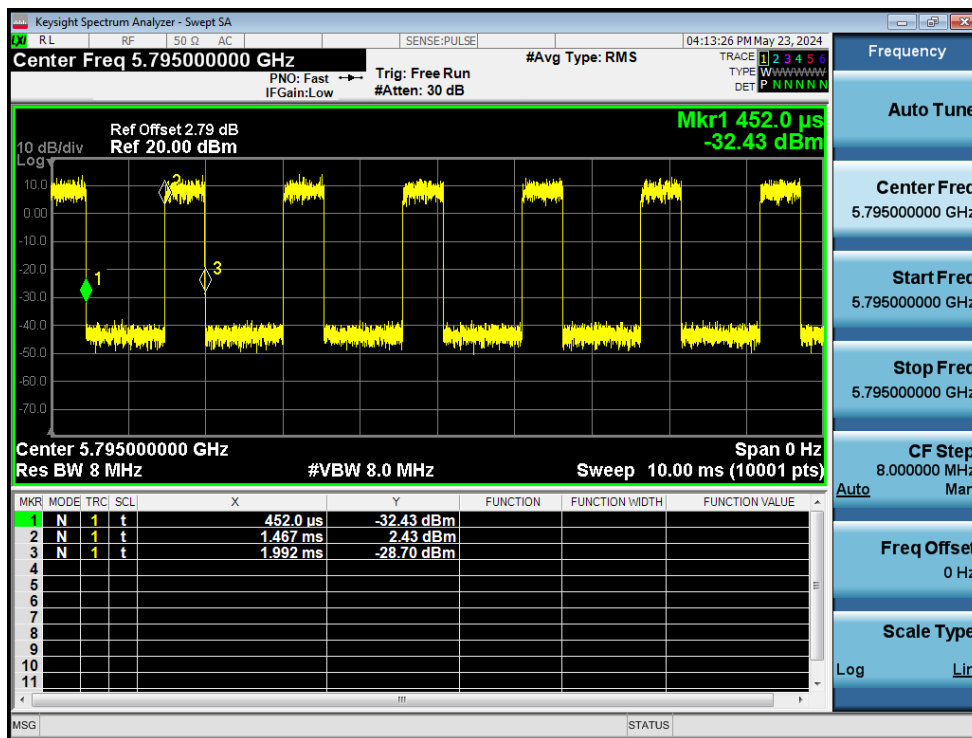 Keysight Spectrum Analyzer - Swept SA
LXI RL RF 50 Ω AC SENSE:PULSE 04:13:26 PM May 23, 2024
Center Freq 5.795000000 GHz
PNO: Fast
IFGain:Low
Trig: Free Run
#Atten: 30 dB
#Avg Type: RMS
TRACE 1 2 3 4 5 6
TYPE WWWWWW
DET P N N N N N
Mkr1 452.0 µs
-32.43 dBm
Ref Offset 2.79 dB
10 dB/div Ref 20.00 dBm
Log
10.0
0.00
-10.0
-20.0
-30.0
-40.0
-50.0
-60.0
-70.0
1
2
3
Center 5.795000000 GHz Span 0 Hz
Res BW 8 MHz #VBW 8.0 MHz Sweep 10.00 ms (10001 pts)
MKR MODE TRC SCL X Y FUNCTION FUNCTION WIDTH FUNCTION VALUE
1 N 1 t 452.0 µs -32.43 dBm
2 N 1 t 1.467 ms 2.43 dBm
3 N 1 t 1.992 ms -28.70 dBm
4
5
6
7
8
9
10
11
MSG STATUS
Frequency
Auto Tune
Center Freq
5.795000000 GHz
Start Freq
5.795000000 GHz
Stop Freq
5.795000000 GHz
CF Step
8.000000 MHz
Auto Man
Freq Offset
0 Hz
Scale Type
Log Lin